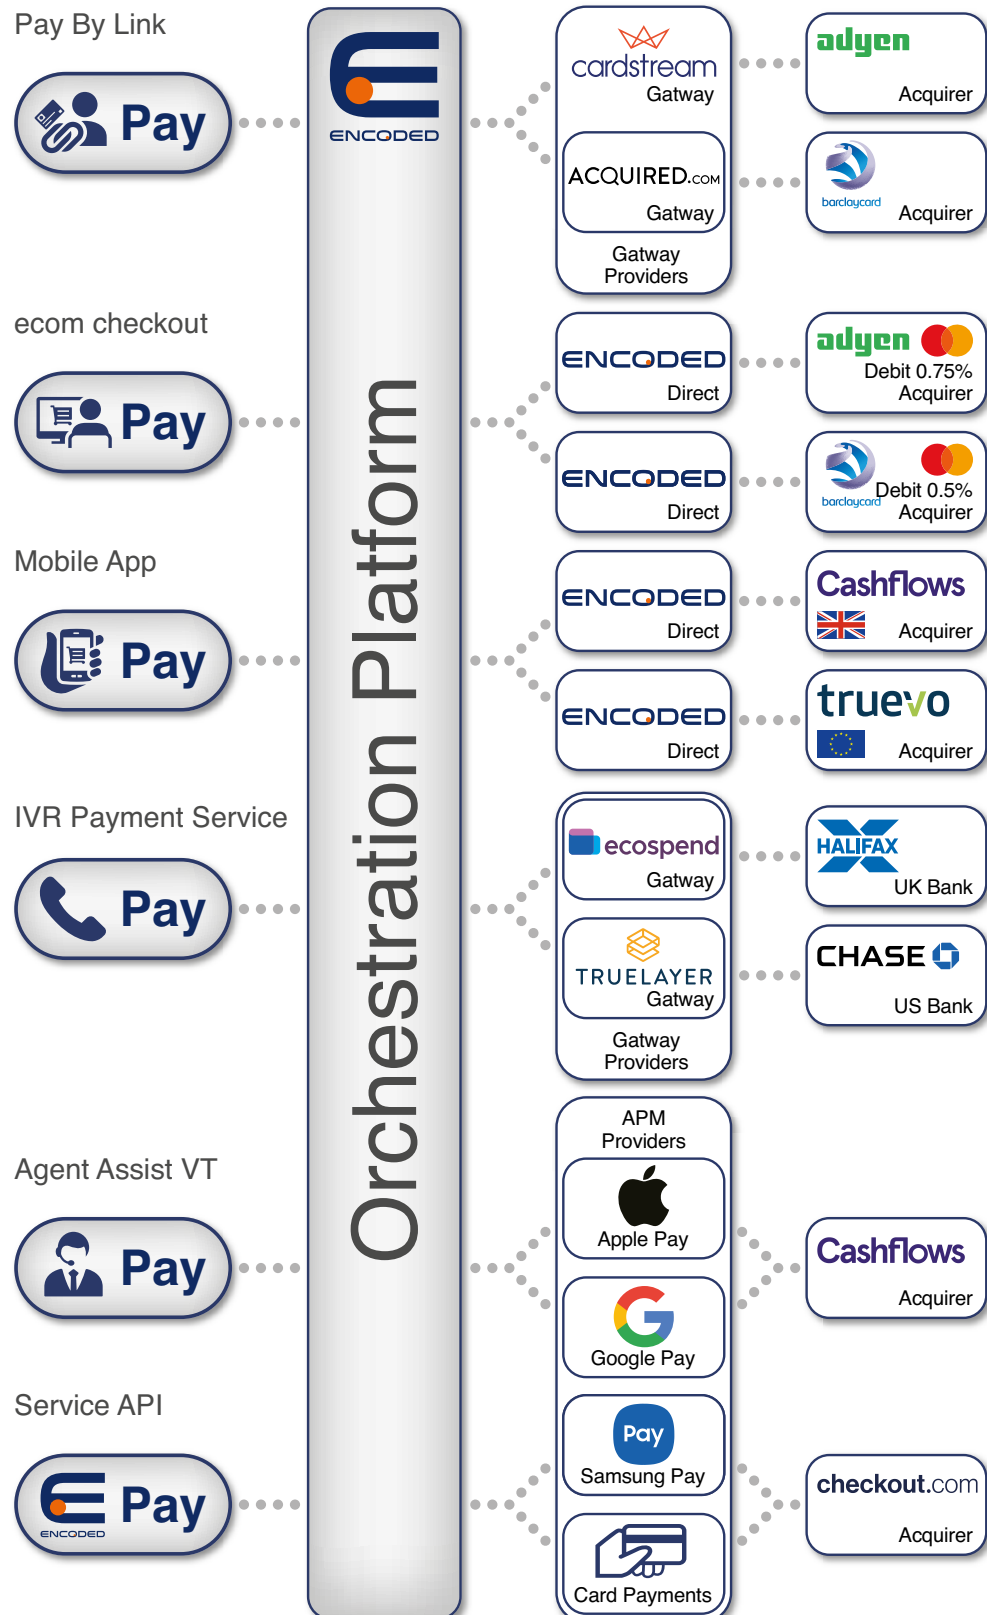 Pay By Link
Pay
ENCODED
cardstream
Gatway
adyen
Acquirer
ACQUIRED.COM
Gatway
barclaycard
Acquirer
Gatway
Providers
ecom checkout
Pay
ENCODED
Direct
adyen
Debit 0.75%
Acquirer
ENCODED
Direct
barclaycard
Debit 0.5%
Acquirer
Orchestration Platform
Mobile App
Pay
ENCODED
Direct
Cashflows
Acquirer
ENCODED
Direct
truevo
Acquirer
IVR Payment Service
Pay
ecospend
Gatway
HALIFAX
UK Bank
TRUELAYER
Gatway
CHASE
US Bank
Gatway
Providers
Agent Assist VT
Pay
APM
Providers
Apple Pay
Google Pay
Cashflows
Acquirer
Service API
ENCODED
Pay
Pay
Samsung Pay
Card Payments
checkout.com
Acquirer